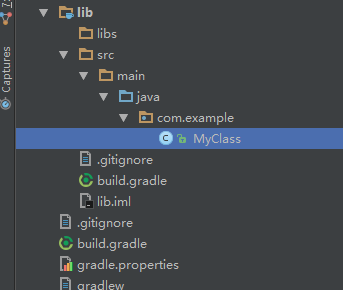 lib
libs
src
main
java
com.example
MyClass
.gitignore
build.gradle
lib.iml
.gitignore
build.gradle
gradle.properties
gradlew
Captures